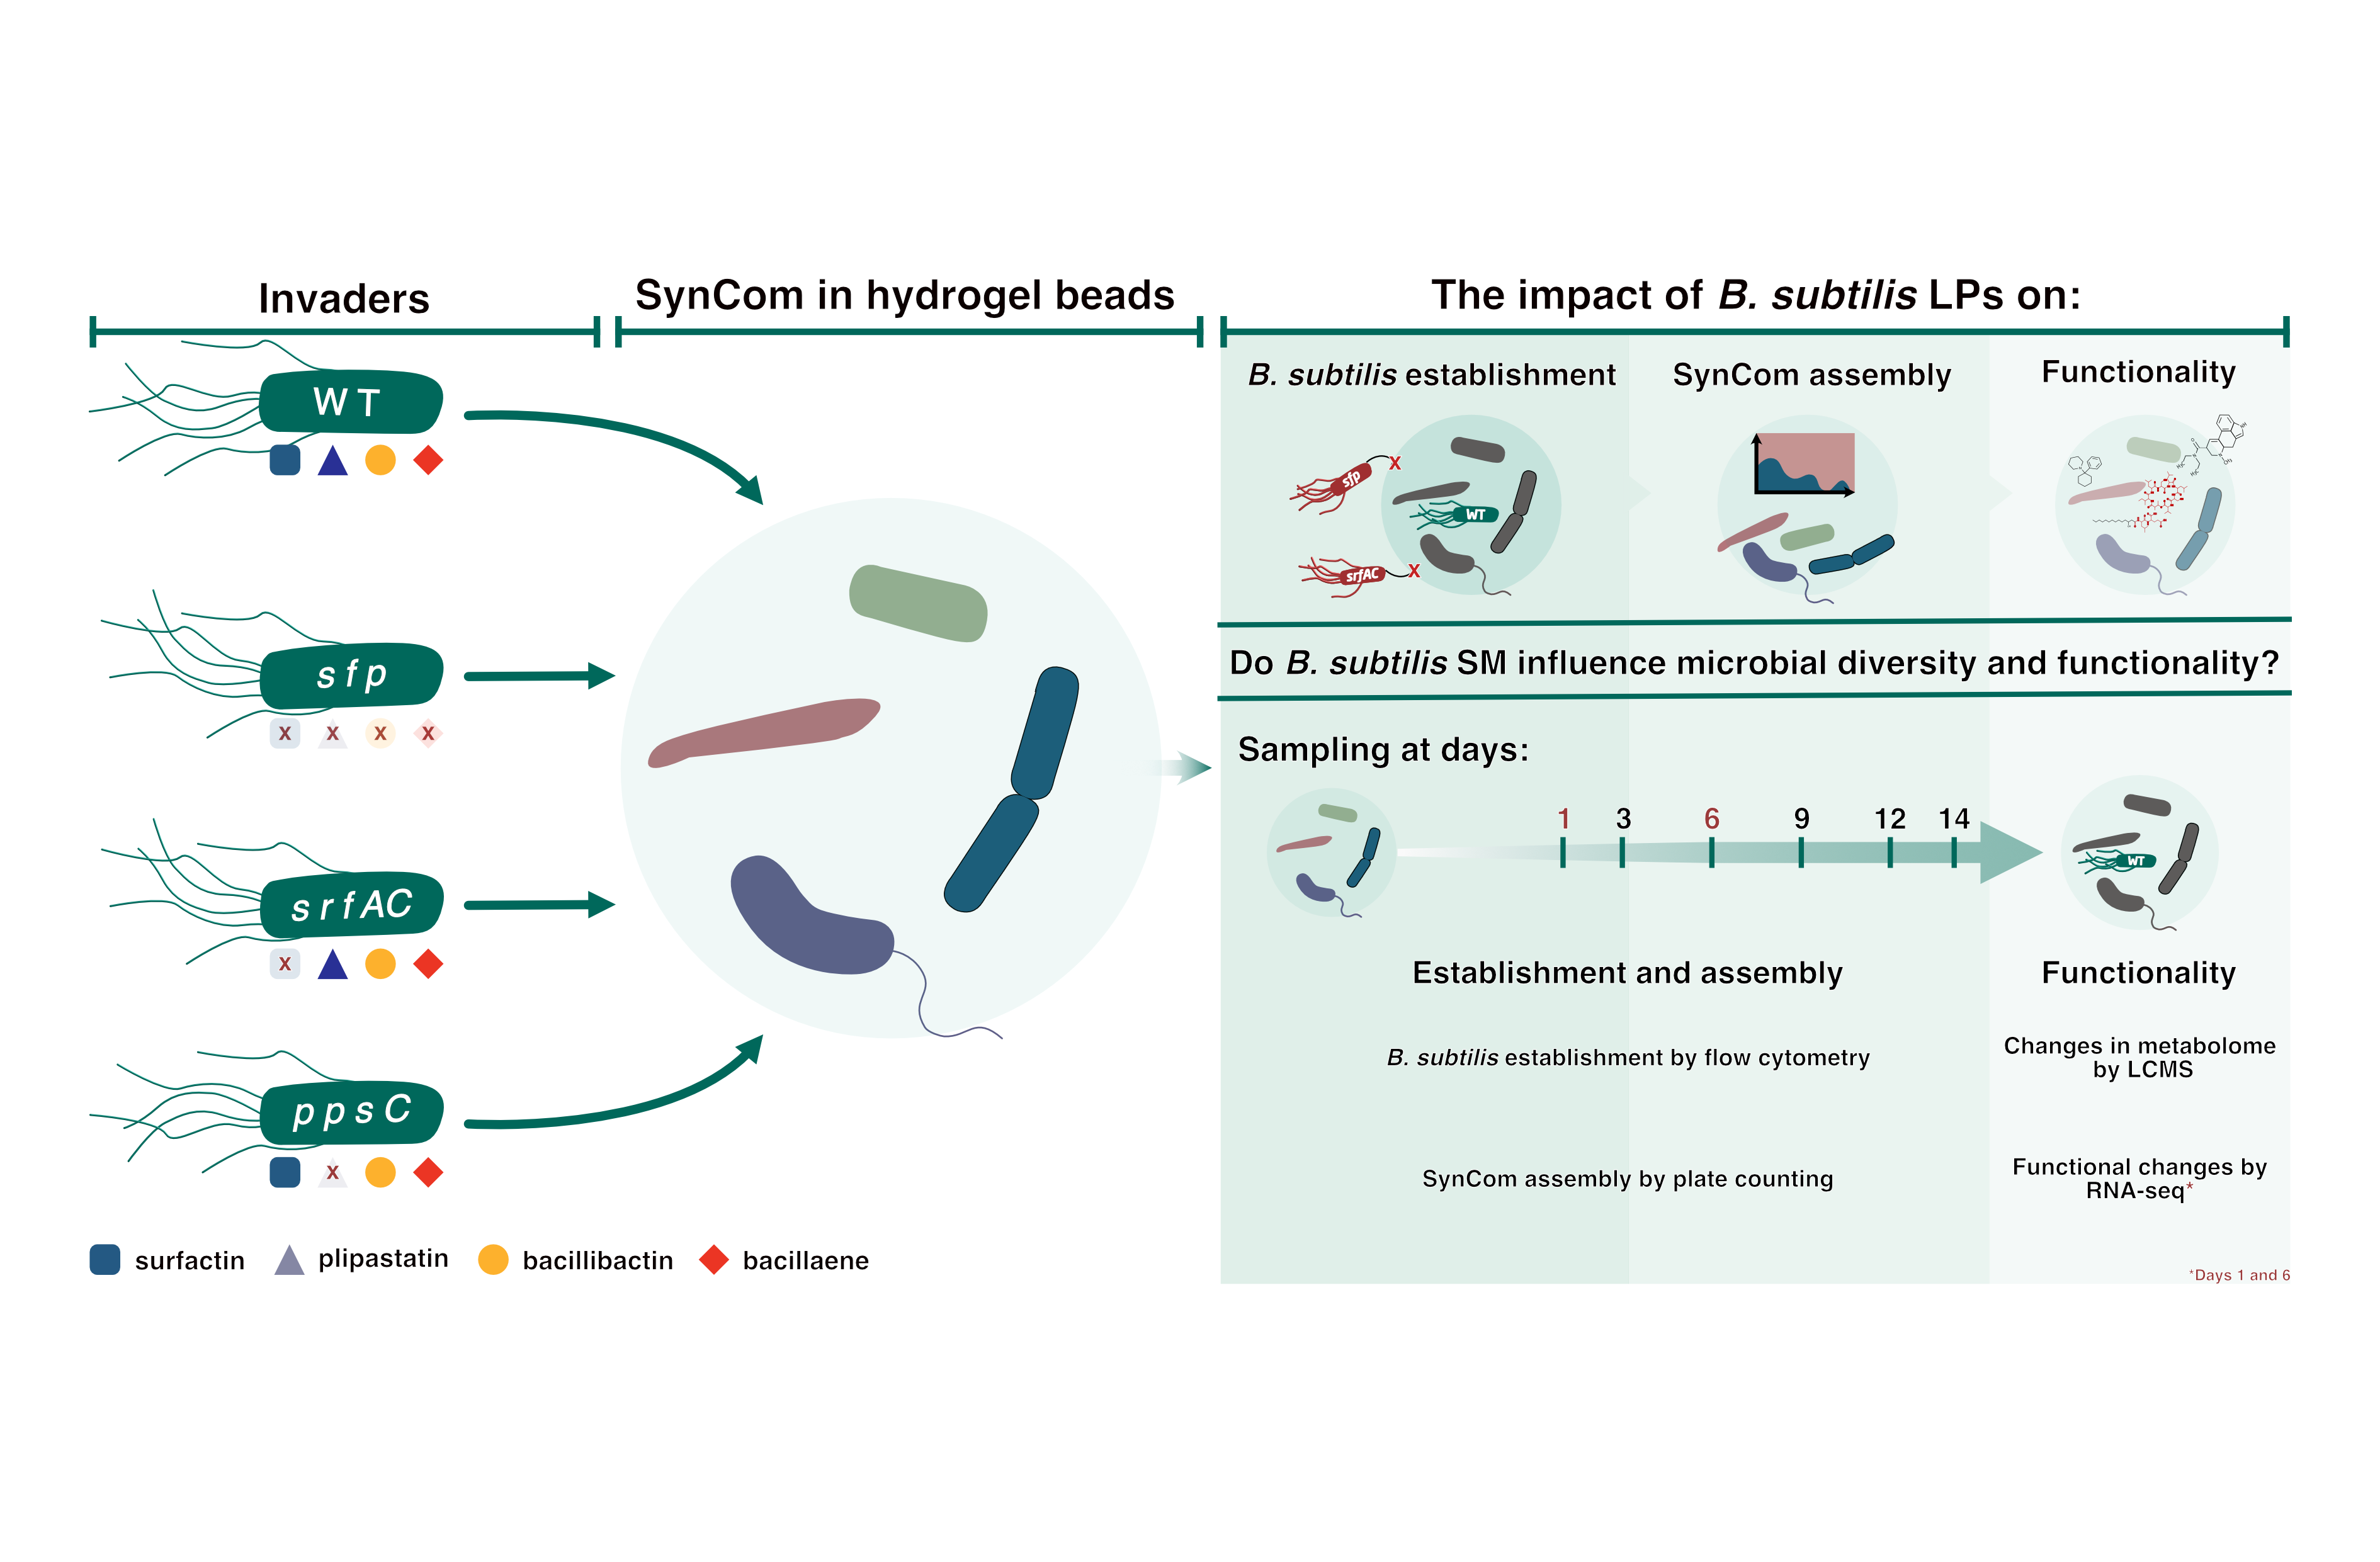 Invaders
SynCom in hydrogel beads
The impact of B. subtilis LPs on:
WT
sfp
x x x x
srfAC
x
ppsC
x
surfactin plipastatin bacillibactin bacillaene
B. subtilis establishment
SynCom assembly
Functionality
sfp
X
WT
srfAC
X
Do B. subtilis SM influence microbial diversity and functionality?
Sampling at days:
1 3 6 9 12 14
WT
Establishment and assembly
B. subtilis establishment by flow cytometry
SynCom assembly by plate counting
Functionality
Changes in metabolome
by LCMS
Functional changes by
RNA-seq*
*Days 1 and 6